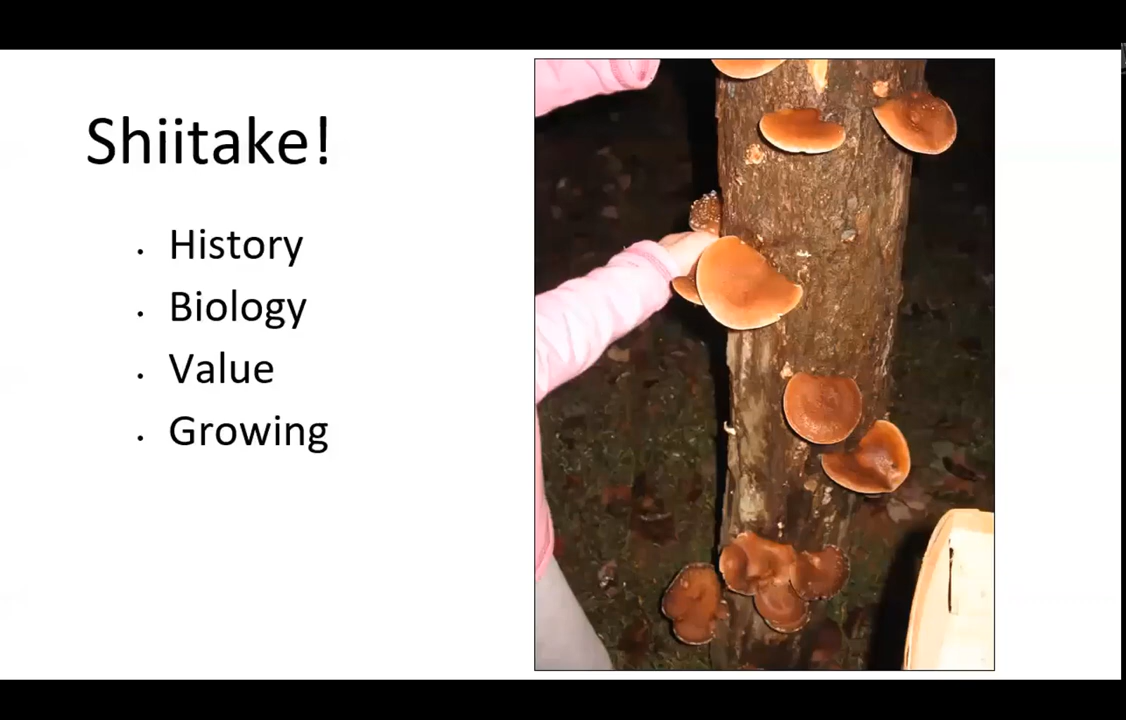 Shiitake!
· History
· Biology
· Value
· Growing